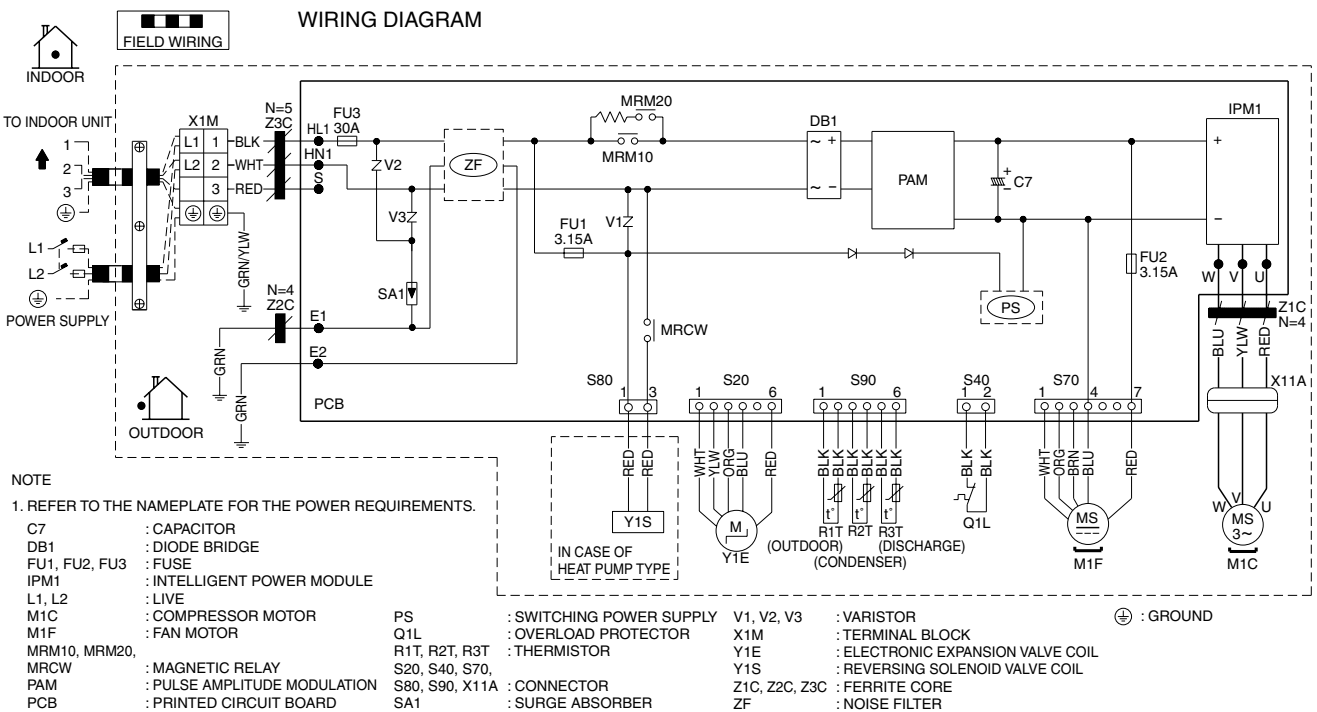 WIRING DIAGRAM
FIELD WIRING
INDOOR
TO INDOOR UNIT
1
2
3
L1
L2
POWER SUPPLY
X1M
L1 1
L2 2
3
BLK
WHT
RED
GRN/YLW
N=5
Z3C
HL1
HN1
S
FU3
30A
V2
V3
SA1
ZF
MRM20
MRM10
DB1
~ +
~ −
PAM
C7
+
IPM1
+
−
FU1
3.15A
V1
MRCW
PS
FU2
3.15A
W V U
Z1C
N=4
BLU
YLW
RED
X11A
N=4
Z2C
E1
E2
GRN
GRN
PCB
OUTDOOR
S80
1 3
S20
1 6
S90
1 6
S40
1 2
S70
1 4 7
RED
RED
Y1S
IN CASE OF
HEAT PUMP TYPE
WHT
YLW
ORG
BLU
RED
M
Y1E
BLK
BLK
BLK
BLK
BLK
BLK
t° t° t°
R1T R2T R3T
(OUTDOOR) (DISCHARGE)
(CONDENSER)
BLK
BLK
Q1L
WHT
ORG
BRN
BLU
RED
MS
M1F
W V U
MS
3~
M1C
NOTE
1. REFER TO THE NAMEPLATE FOR THE POWER REQUIREMENTS.
C7 : CAPACITOR
DB1 : DIODE BRIDGE
FU1, FU2, FU3 : FUSE
IPM1 : INTELLIGENT POWER MODULE
L1, L2 : LIVE
M1C : COMPRESSOR MOTOR
M1F : FAN MOTOR
MRM10, MRM20,
MRCW : MAGNETIC RELAY
PAM : PULSE AMPLITUDE MODULATION
PCB : PRINTED CIRCUIT BOARD
PS : SWITCHING POWER SUPPLY
Q1L : OVERLOAD PROTECTOR
R1T, R2T, R3T : THERMISTOR
S20, S40, S70,
S80, S90, X11A : CONNECTOR
SA1 : SURGE ABSORBER
V1, V2, V3 : VARISTOR
X1M : TERMINAL BLOCK
Y1E : ELECTRONIC EXPANSION VALVE COIL
Y1S : REVERSING SOLENOID VALVE COIL
Z1C, Z2C, Z3C : FERRITE CORE
ZF : NOISE FILTER
: GROUND